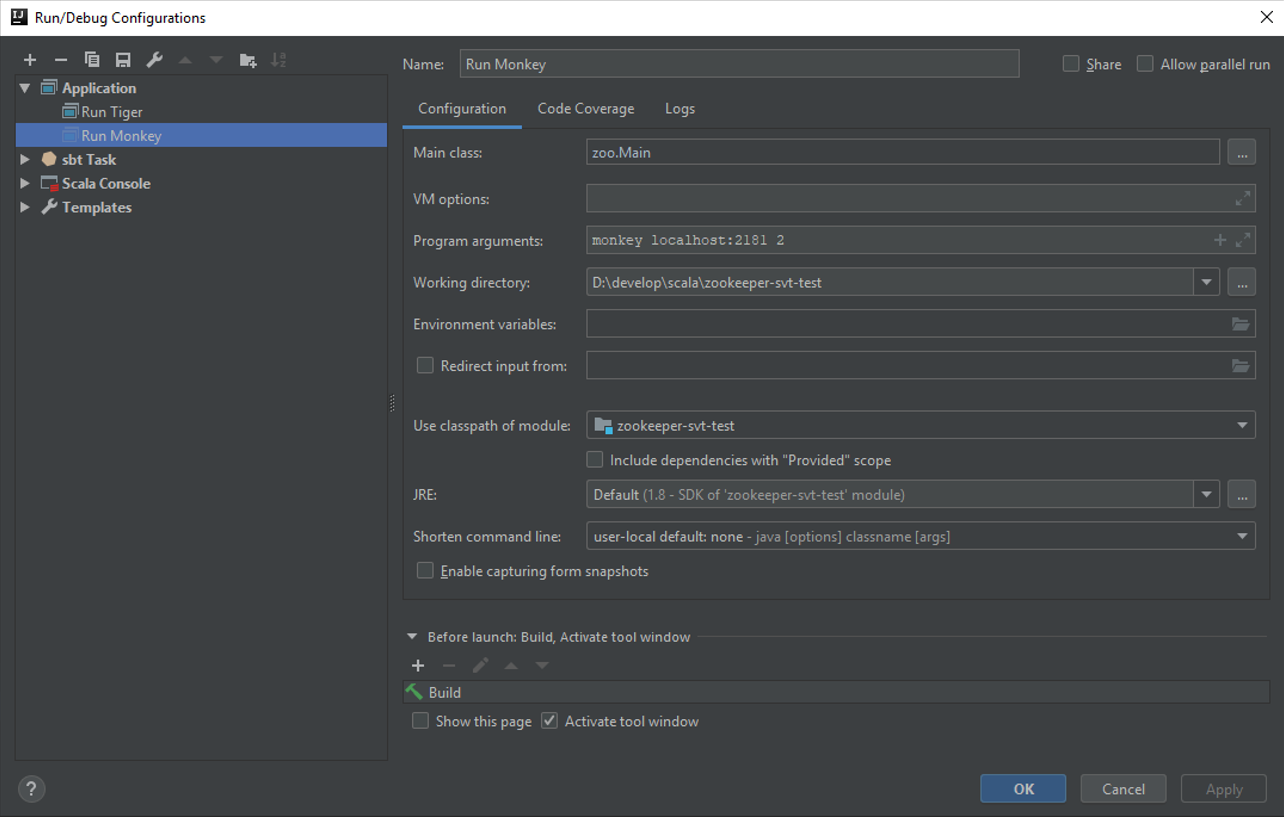 Run/Debug Configurations
Name: Run Monkey Share Allow parallel run
Application
Run Tiger
Run Monkey
sbt Task
Scala Console
Templates
Configuration Code Coverage Logs
Main class: zoo.Main ...
VM options:
Program arguments: monkey localhost:2181 2
Working directory: D:\develop\scala\zookeeper-svt-test ...
Environment variables:
Redirect input from:
Use classpath of module: zookeeper-svt-test
Include dependencies with "Provided" scope
JRE: Default (1.8 - SDK of 'zookeeper-svt-test' module) ...
Shorten command line: user-local default: none - java [options] classname [args]
Enable capturing form snapshots
Before launch: Build, Activate tool window
Build
Show this page Activate tool window
? OK Cancel Apply